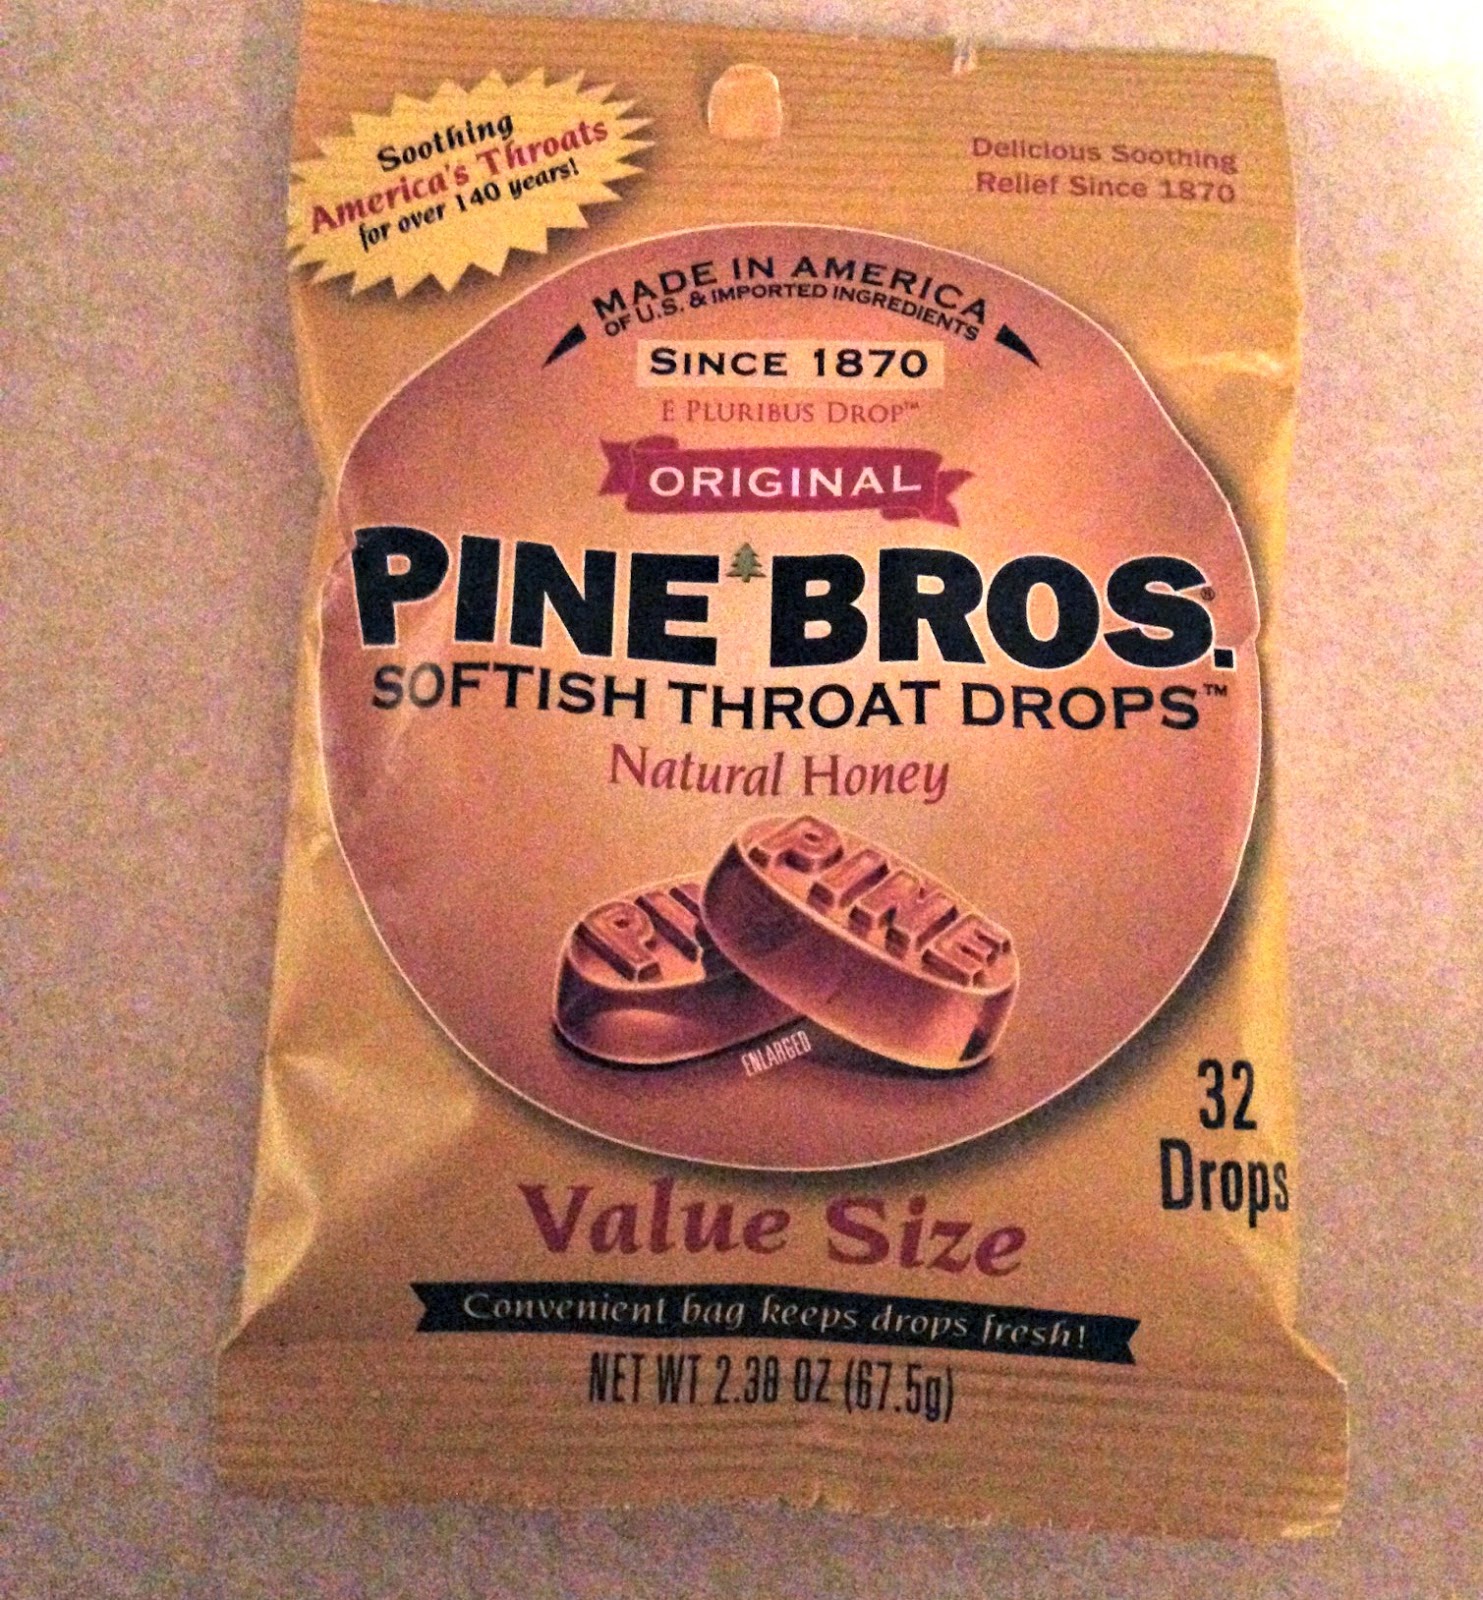 Soothing
America's Throats
for over 140 years!
Delicious Soothing
Relief Since 1870
MADE IN AMERICA
OF U.S. & IMPORTED INGREDIENTS
SINCE 1870
E PLURIBUS DROP™
ORIGINAL
PINE BROS.®
SOFTISH THROAT DROPS™
Natural Honey
PI
PINE
ENLARGED
32
Drops
Value Size
Convenient bag keeps drops fresh!
NET WT 2.38 OZ (67.5g)